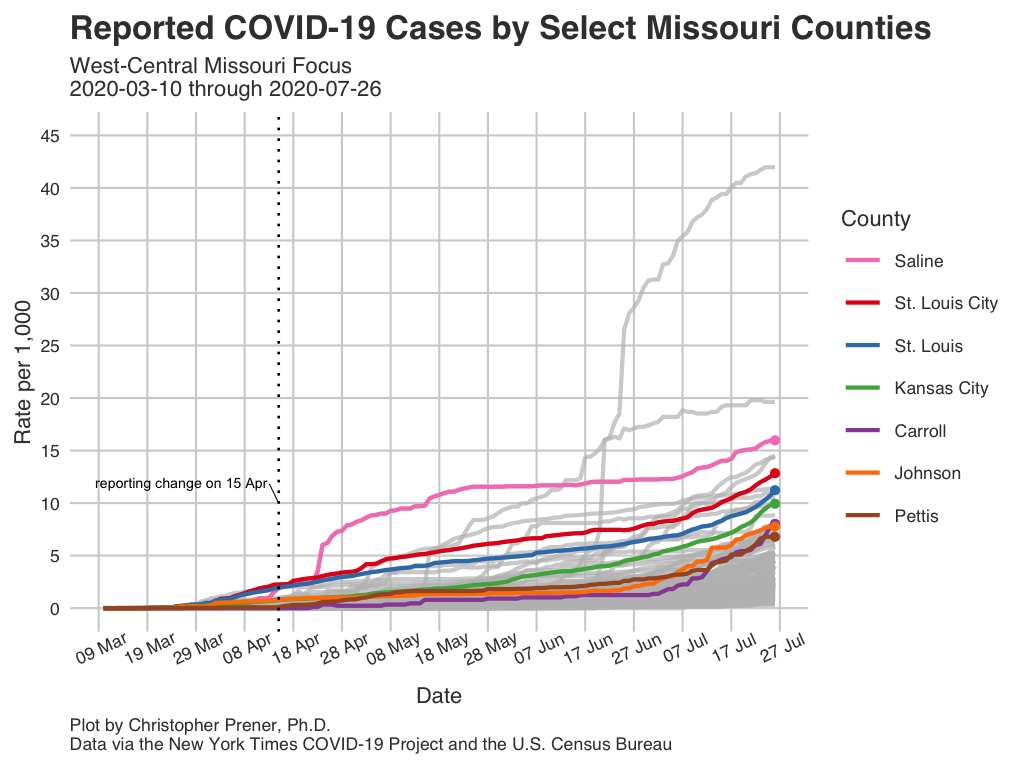 Reported COVID-19 Cases by Select Missouri Counties
West-Central Missouri Focus
2020-03-10 through 2020-07-26
45
40
35
30
25
20
15
10
5
0
Rate per 1,000
reporting change on 15 Apr
09 Mar
19 Mar
29 Mar
08 Apr
18 Apr
28 Apr
08 May
18 May
28 May
07 Jun
17 Jun
27 Jun
07 Jul
17 Jul
27 Jul
Date
County
Saline
St. Louis City
St. Louis
Kansas City
Carroll
Johnson
Pettis
Plot by Christopher Prener, Ph.D.
Data via the New York Times COVID-19 Project and the U.S. Census Bureau